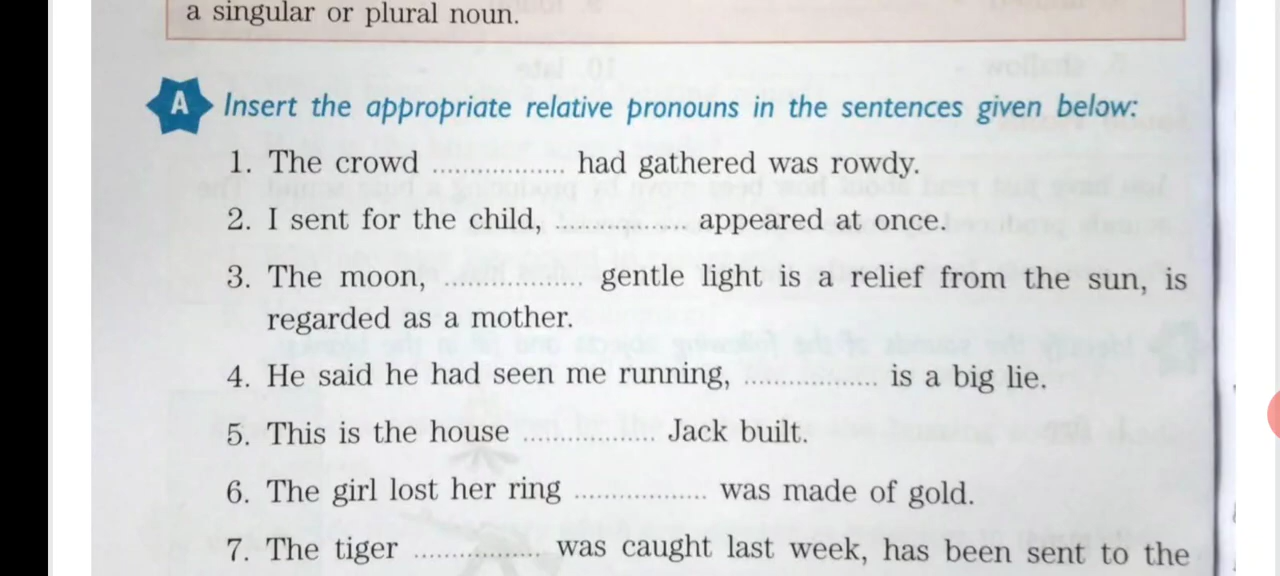 a singular or plural noun.
A Insert the appropriate relative pronouns in the sentences given below:
1. The crowd .................. had gathered was rowdy.
2. I sent for the child, .................. appeared at once.
3. The moon, .................. gentle light is a relief from the sun, is
regarded as a mother.
4. He said he had seen me running, .................. is a big lie.
5. This is the house .................. Jack built.
6. The girl lost her ring .................. was made of gold.
7. The tiger .................. was caught last week, has been sent to the